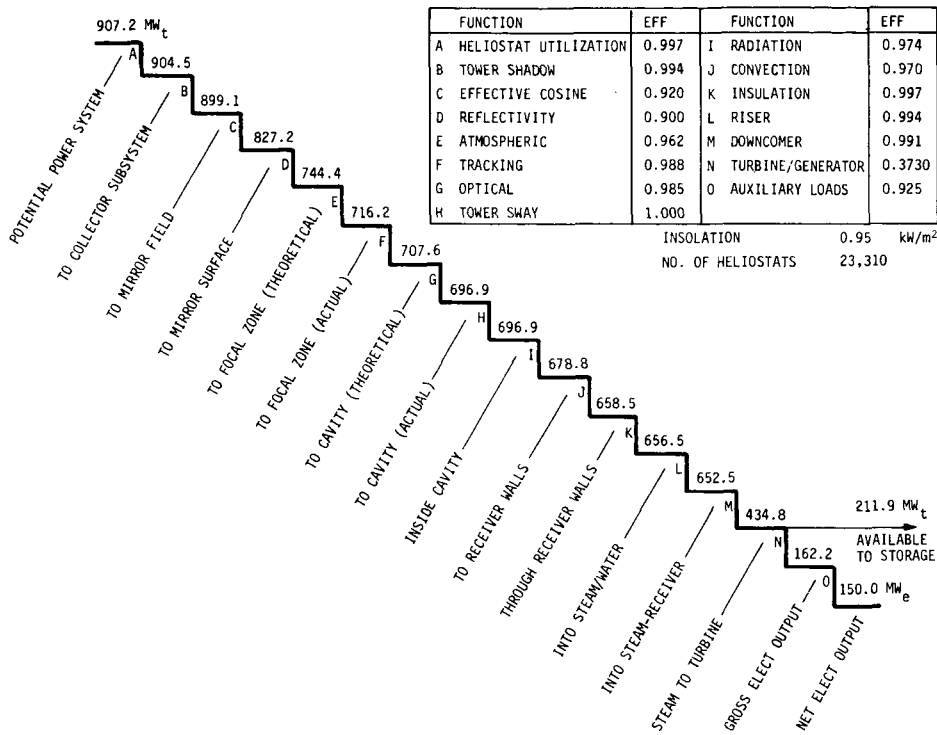 907.2 MWt
A
904.5
B
899.1
C
827.2
D
744.4
E
716.2
F
707.6
G
696.9
H
696.9
I
678.8
J
658.5
K
656.5
L
652.5
M
434.8
N
162.2
O
150.0 MWe
211.9 MWt
AVAILABLE
TO STORAGE
POTENTIAL POWER SYSTEM
TO COLLECTOR SUBSYSTEM
TO MIRROR FIELD
TO MIRROR SURFACE
TO FOCAL ZONE (THEORETICAL)
TO FOCAL ZONE (ACTUAL)
TO CAVITY (THEORETICAL)
TO CAVITY (ACTUAL)
INSIDE CAVITY
TO RECEIVER WALLS
THROUGH RECEIVER WALLS
INTO STEAM/WATER
INTO STEAM-RECEIVER
STEAM TO TURBINE
GROSS ELECT OUTPUT
NET ELECT OUTPUT
FUNCTION EFF FUNCTION EFF
A HELIOSTAT UTILIZATION 0.997 I RADIATION 0.974
B TOWER SHADOW 0.994 J CONVECTION 0.970
C EFFECTIVE COSINE 0.920 K INSULATION 0.997
D REFLECTIVITY 0.900 L RISER 0.994
E ATMOSPHERIC 0.962 M DOWNCOMER 0.991
F TRACKING 0.988 N TURBINE/GENERATOR 0.3730
G OPTICAL 0.985 O AUXILIARY LOADS 0.925
H TOWER SWAY 1.000
INSOLATION 0.95 kW/m²
NO. OF HELIOSTATS 23,310